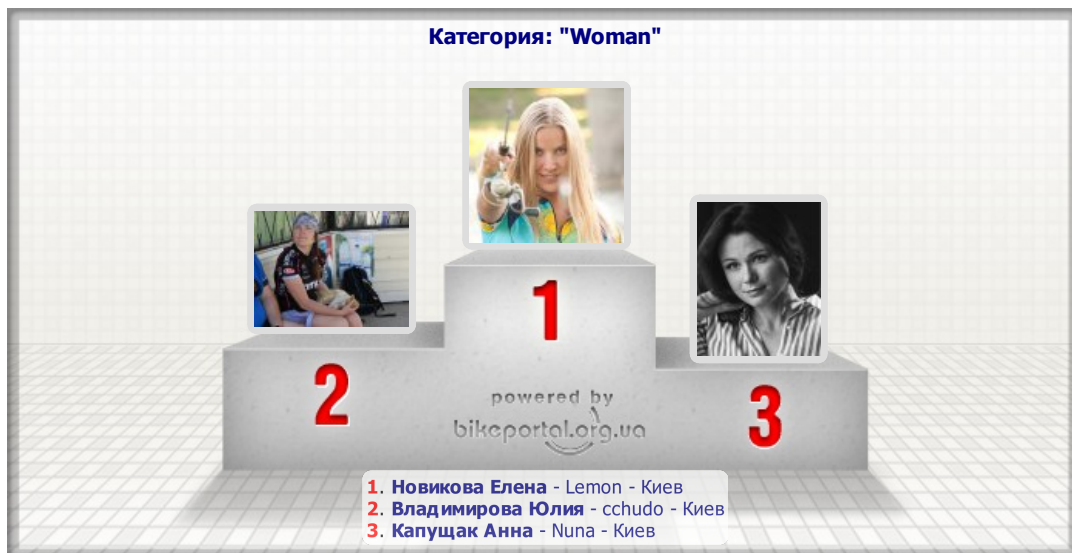 Категория: "Woman"
1
2
3
powered by
bikeportal.org.ua
1. Новикова Елена - Lemon - Киев
2. Владимирова Юлия - cchudo - Киев
3. Капущак Анна - Nuna - Киев